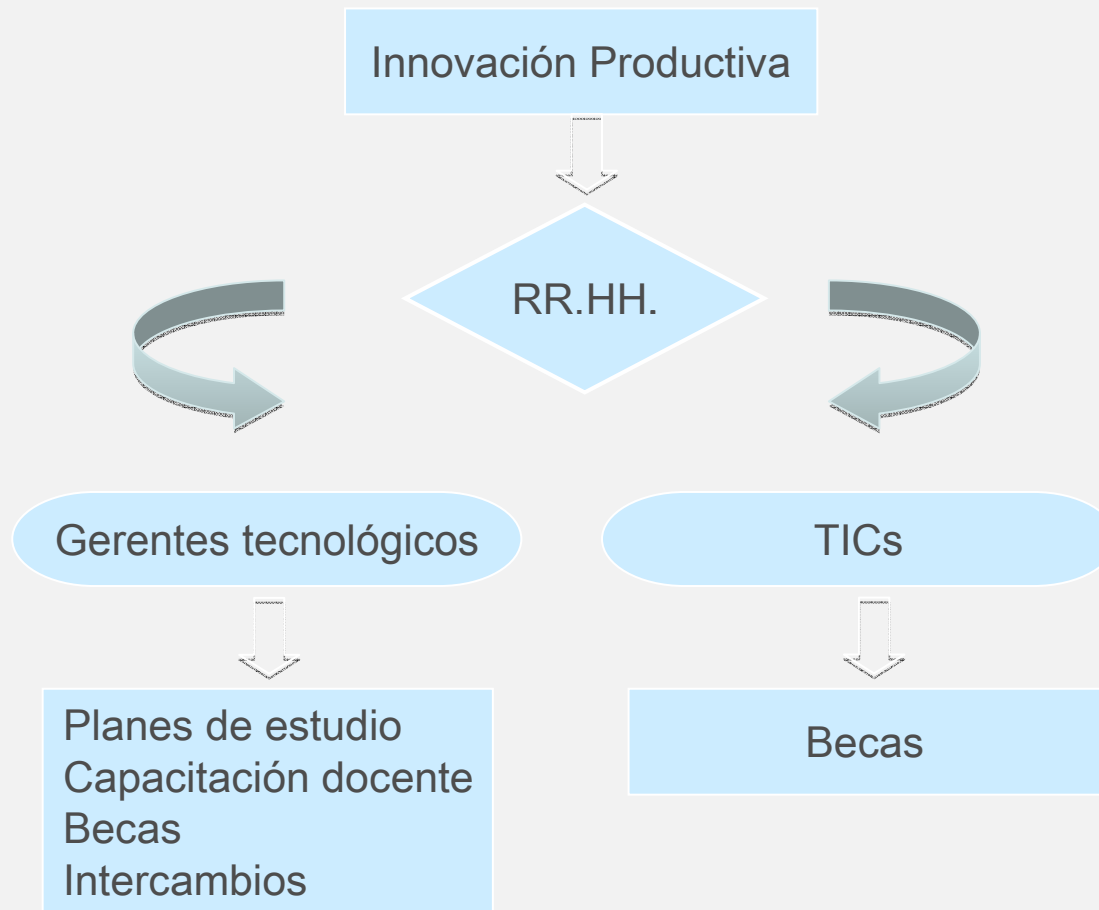 Innovación Productiva
RR.HH.
Gerentes tecnológicos
TICs
Planes de estudio
Capacitación docente
Becas
Intercambios
Becas